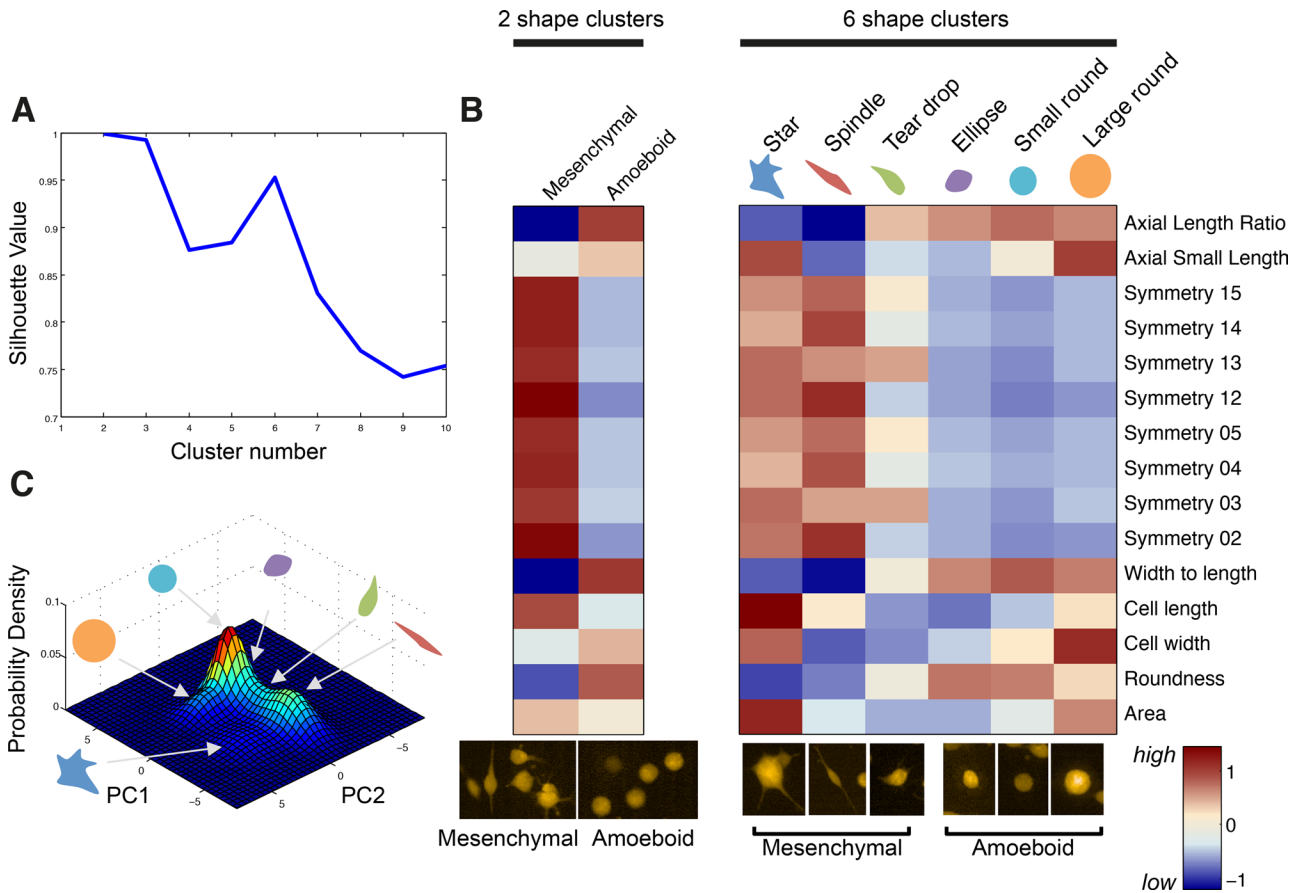 2 shape clusters
6 shape clusters
A
Silhouette Value
1
0.95
0.9
0.85
0.8
0.75
0.7
1 2 3 4 5 6 7 8 9 10
Cluster number
B
Mesenchymal
Amoeboid
Star
Spindle
Tear drop
Ellipse
Small round
Large round
Axial Length Ratio
Axial Small Length
Symmetry 15
Symmetry 14
Symmetry 13
Symmetry 12
Symmetry 05
Symmetry 04
Symmetry 03
Symmetry 02
Width to length
Cell length
Cell width
Roundness
Area
Mesenchymal Amoeboid
Mesenchymal Amoeboid
high
low
1
0
−1
C
Probability Density
0.1
0.05
0
5
0
−5
PC1
5
0
−5
PC2